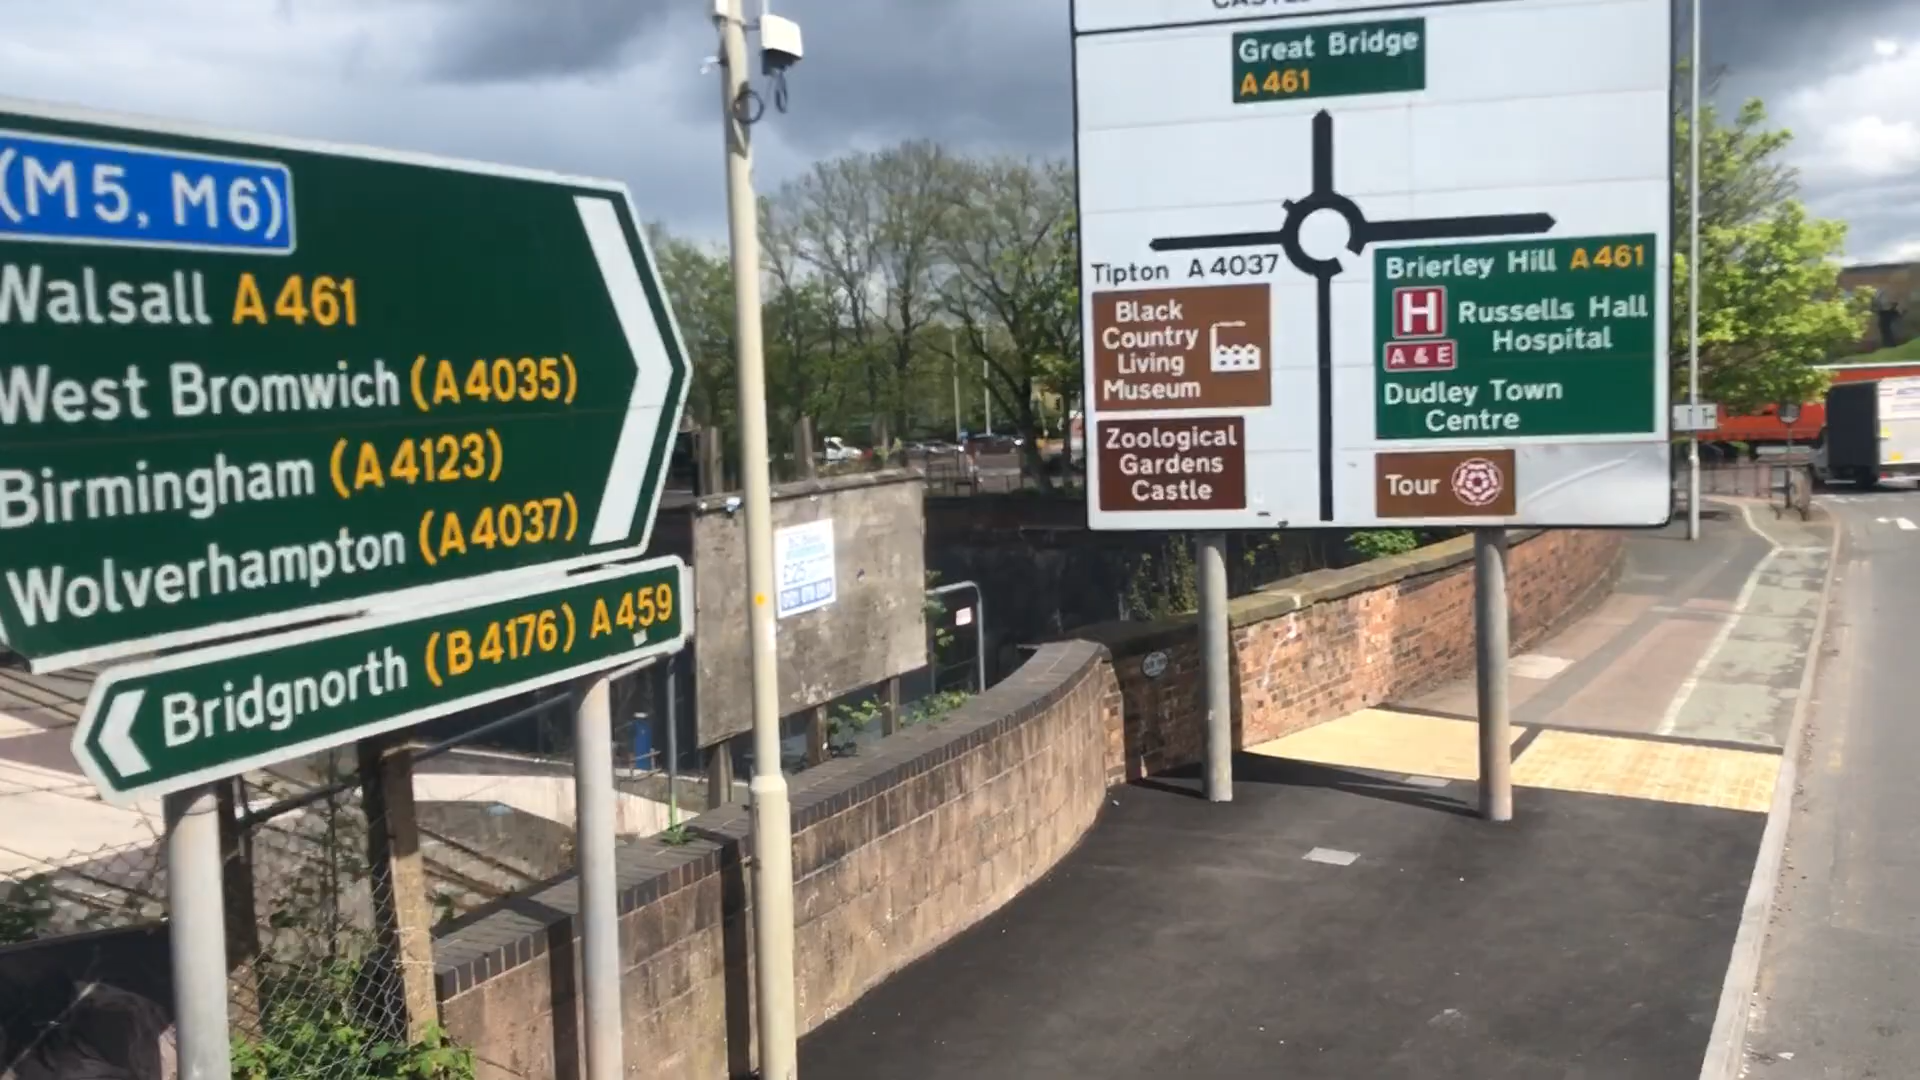 (M5, M6)
Walsall A461
West Bromwich (A4035)
Birmingham (A4123)
Wolverhampton (A4037)
Bridgnorth (B4176) A459
Great Bridge
A461
Tipton A4037
Black
Country
Living
Museum
Zoological
Gardens
Castle
Brierley Hill A461
H Russells Hall
Hospital
A & E
Dudley Town
Centre
Tour
£25